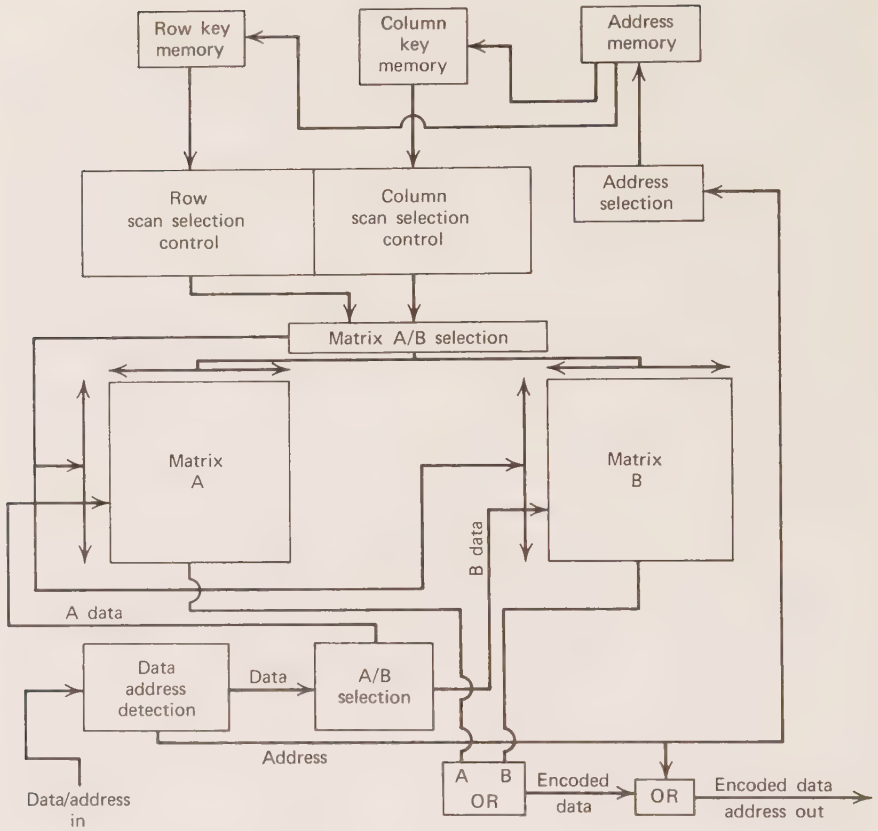 Row key
memory
Column
key
memory
Address
memory
Row
scan selection
control
Column
scan selection
control
Address
selection
Matrix A/B selection
Matrix
A
Matrix
B
B data
A data
Data
address
detection
Data
A/B
selection
Address
Data/address
in
A B
OR
Encoded
data
OR
Encoded data
address out